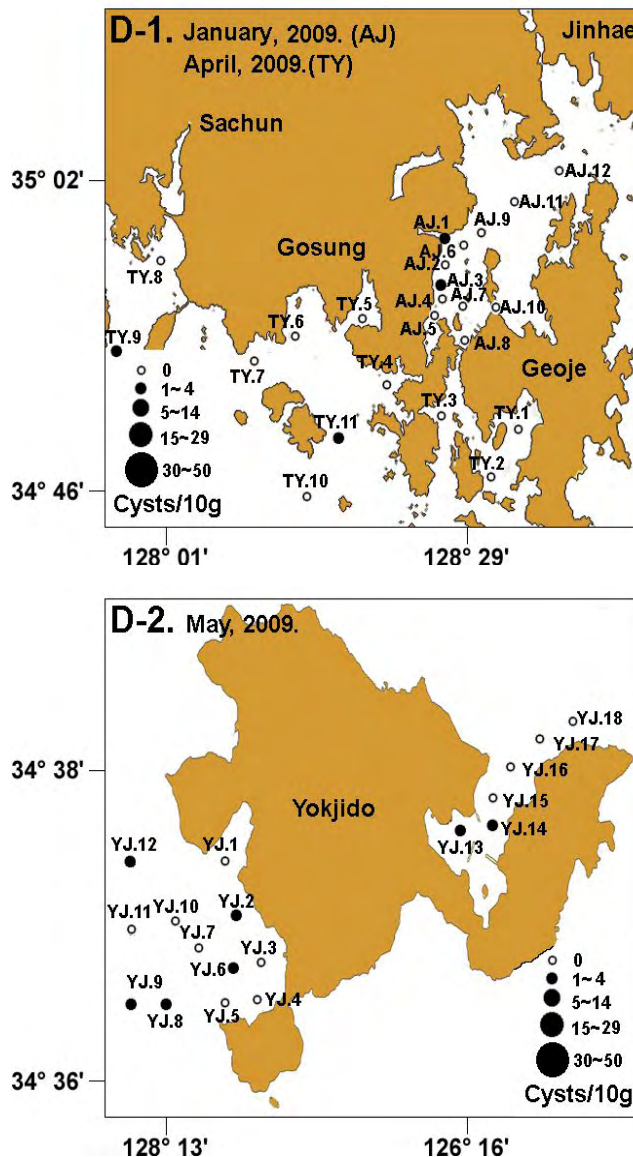 D-1. January, 2009. (AJ)
April, 2009.(TY)
Jinhae
Sachun
35° 02'
AJ.12
AJ.11
AJ.1
AJ.9
Gosung
AJ.6
AJ.2
TY.8
AJ.3
AJ.4
AJ.7
AJ.10
TY.5
AJ.5
TY.6
TY.9
AJ.8
TY.7
TY.4
Geoje
0
1~4
TY.3
TY.1
5~14
TY.11
15~29
TY.2
30~50
34° 46'
TY.10
Cysts/10g
128° 01'
128° 29'
D-2. May, 2009.
YJ.18
YJ.17
34° 38'
YJ.16
Yokjido
YJ.15
YJ.14
YJ.13
YJ.12
YJ.1
YJ.2
YJ.11
YJ.10
YJ.7
YJ.3
YJ.6
0
YJ.9
1~4
YJ.4
5~14
YJ.8
YJ.5
15~29
30~50
34° 36'
Cysts/10g
128° 13'
126° 16'